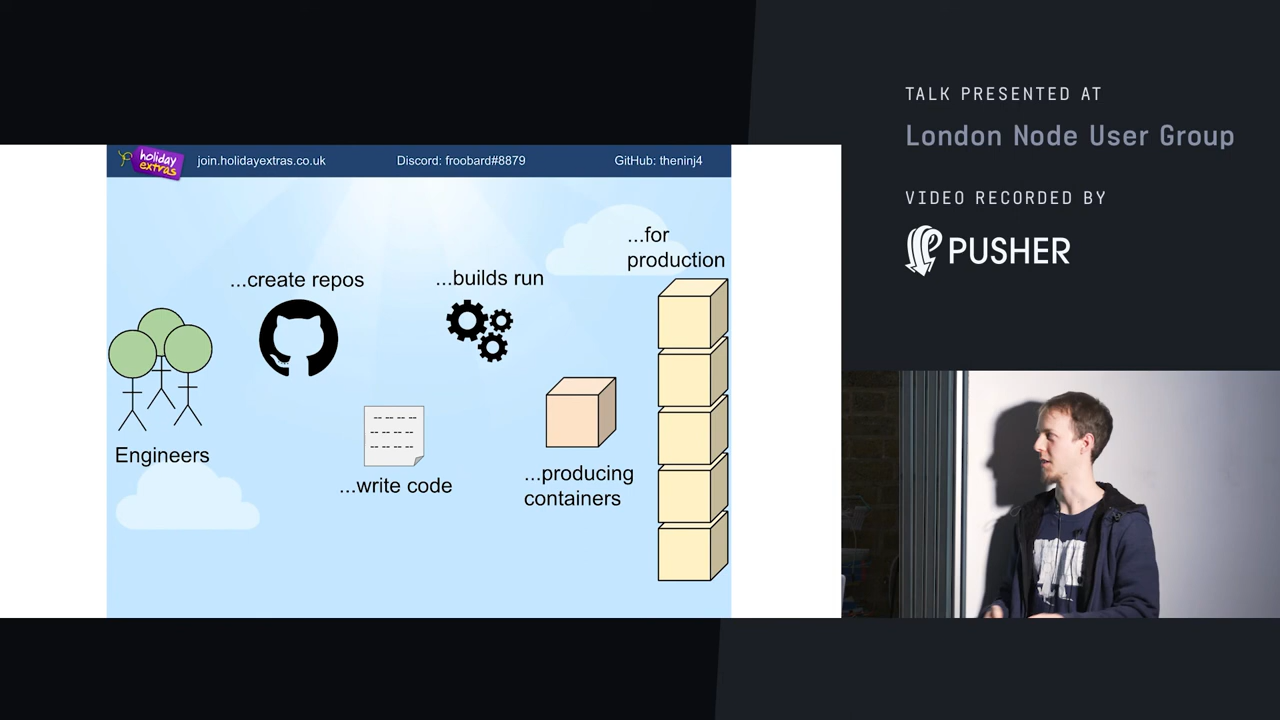 holiday
extras
join.holidayextras.co.uk
Discord: froobard#8879
GitHub: theninj4
...for
production
...create repos
...builds run
Engineers
...write code
...producing
containers
TALK PRESENTED AT
London Node User Group
VIDEO RECORDED BY
PUSHER